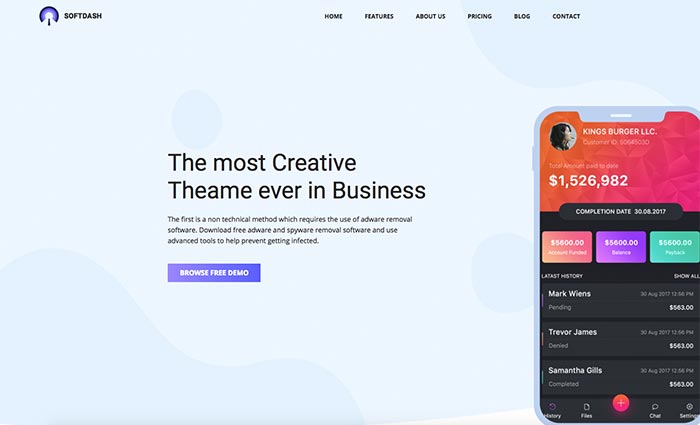 SOFTDASH
HOME FEATURES ABOUT US PRICING BLOG CONTACT
The most Creative
Theame ever in Business
The first is a non technical method which requires the use of adware removal
software. Download free adware and spyware removal software and use
advanced tools to help prevent getting infected.
BROWSE FREE DEMO
KINGS BURGER LLC.
Customer ID:
Total Amount paid to date
$1,526,982
COMPLETION DATE 30.08.2017
$5600.00 $5600.00 $5600.00
Account Funded Balance Payback
LATAST HISTORY SHOW ALL
Mark Wiens 30 Aug 2017 12:56 PM
Pending $563.00
Trevor James 30 Aug 2017 12:56 PM
Denied $563.00
Samantha Gills 30 Aug 2017 12:56 PM
Completed $563.00
History Files Chat Settings